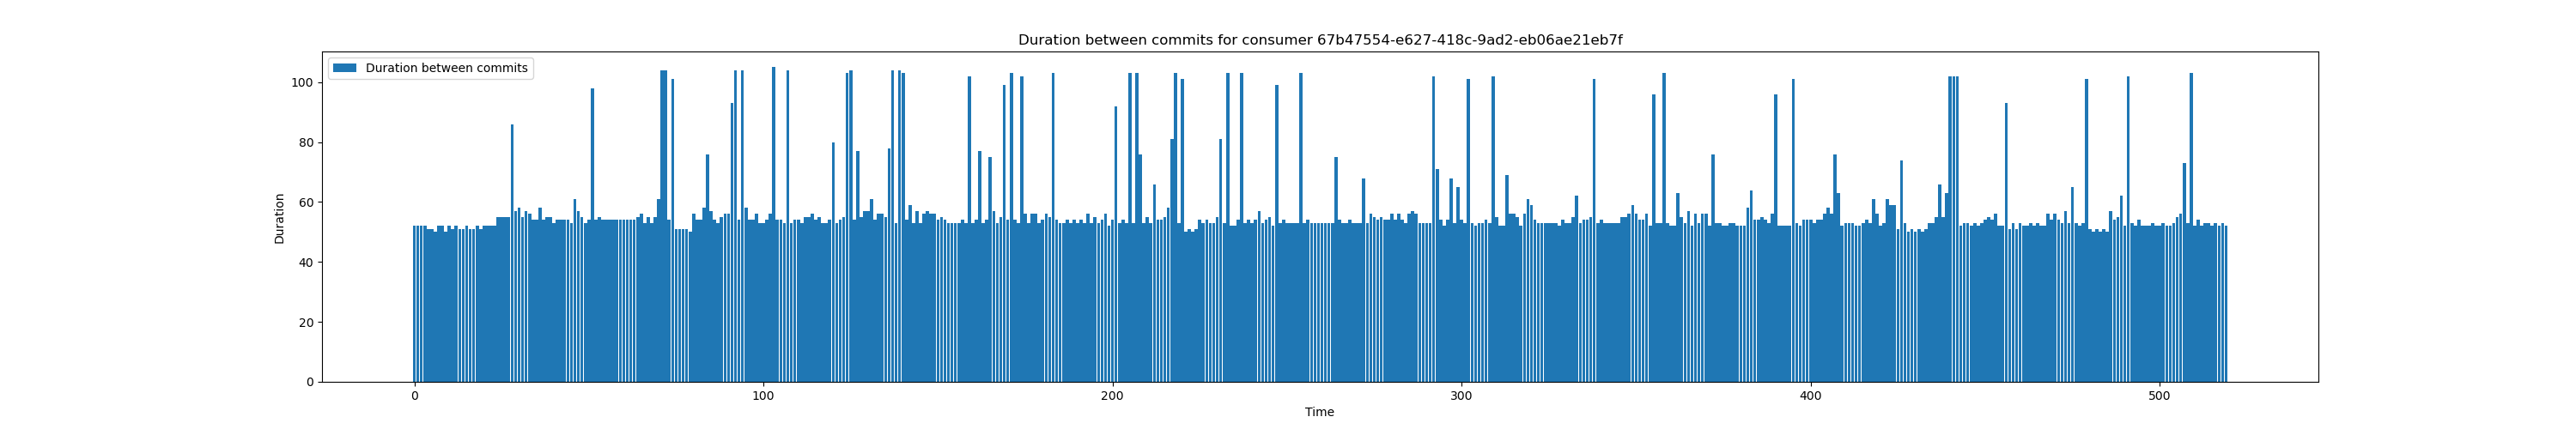 Duration between commits for consumer 67b47554-e627-418c-9ad2-eb06ae21eb7f
Duration between commits
100
80
60
40
20
0
Duration
0 100 200 300 400 500
Time